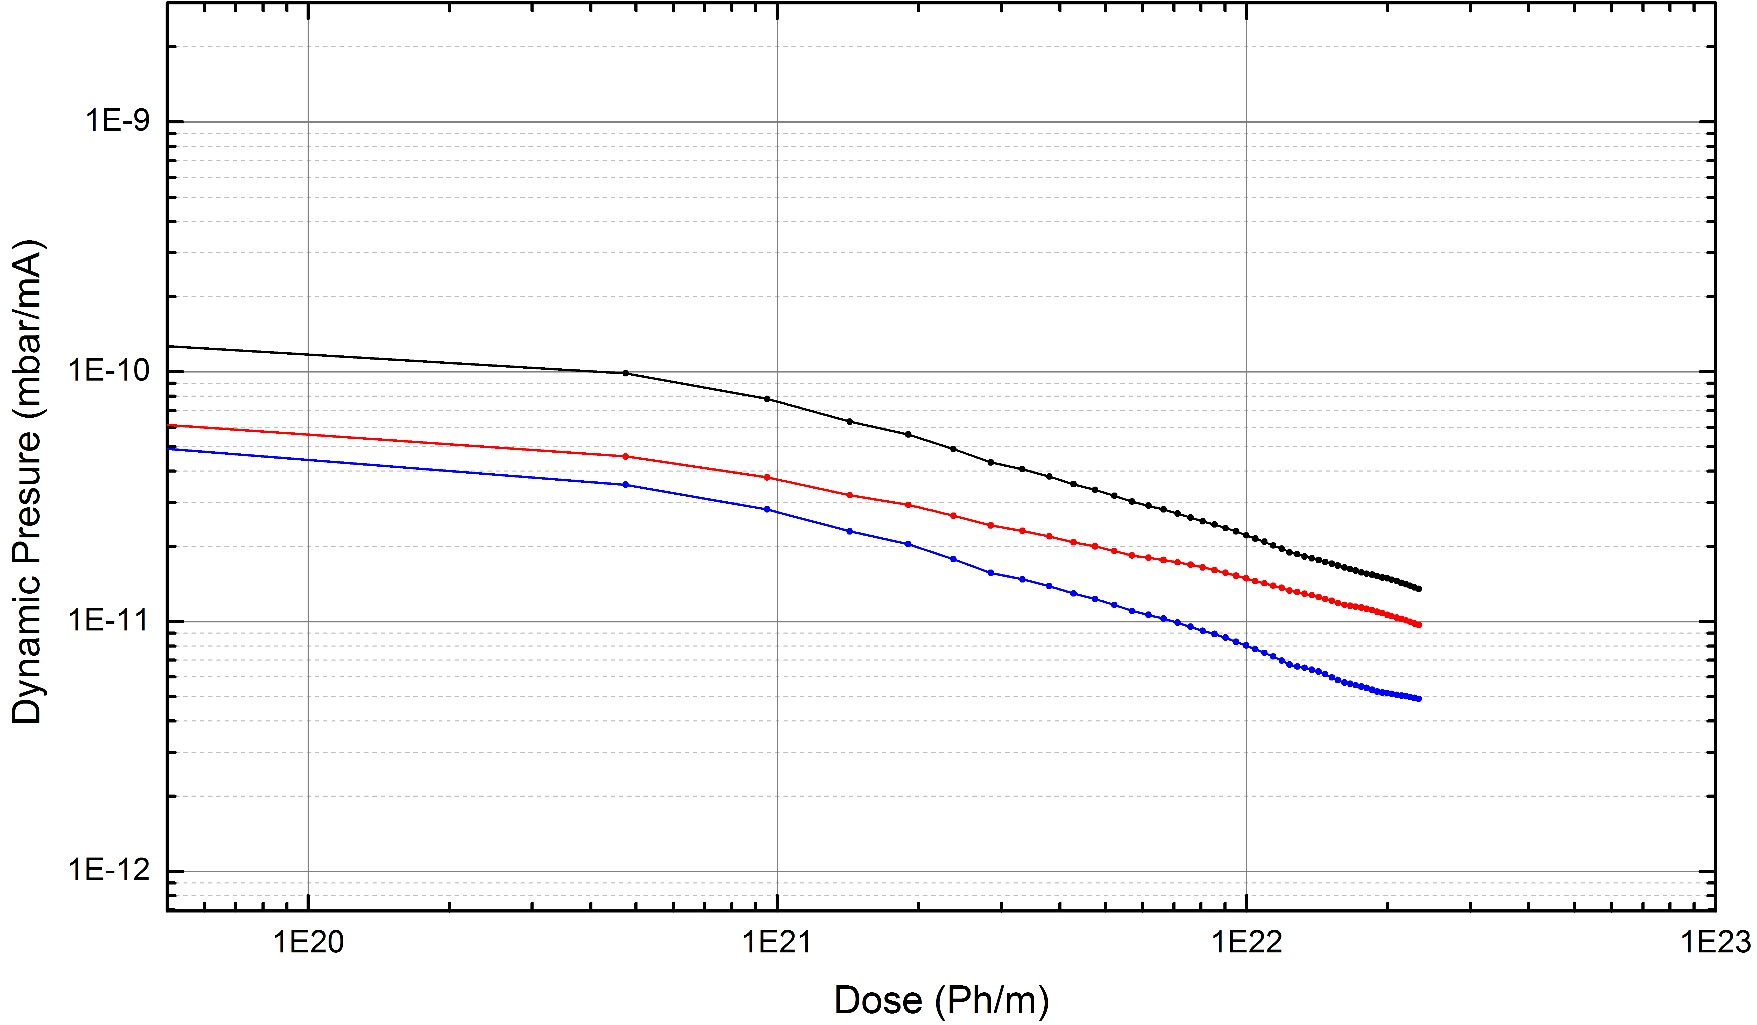 1E-9
1E-10
1E-11
1E-12
Dynamic Presure (mbar/mA)
1E20
1E21
1E22
1E23
Dose (Ph/m)